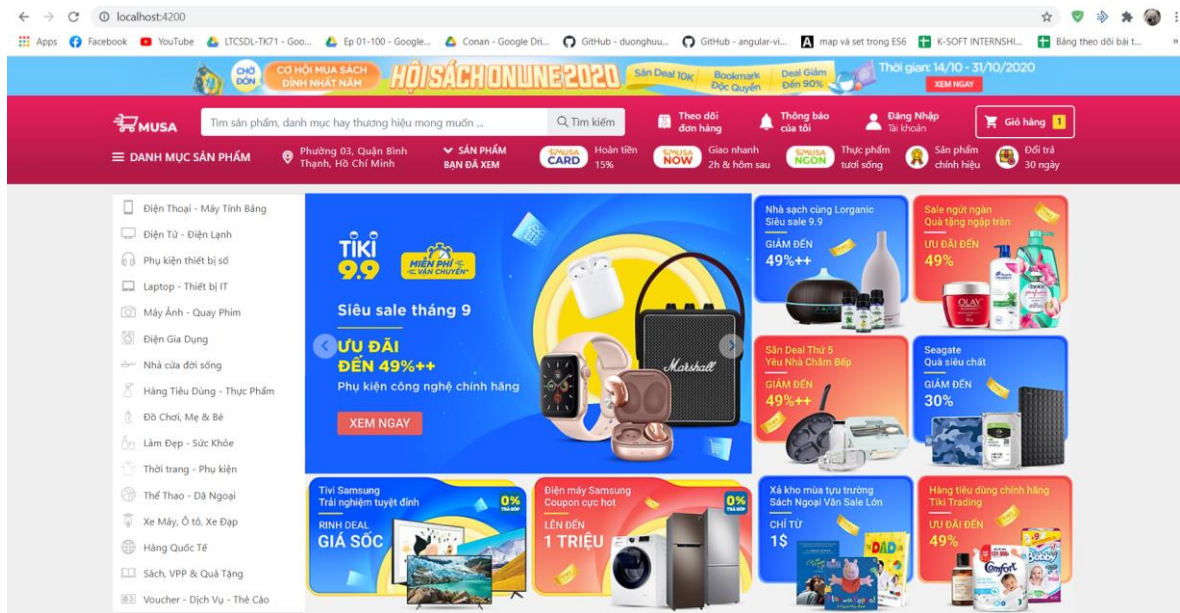 localhost:4200
Apps
Facebook
YouTube
LTCSDL-TK71 - Goo...
Ep 01-100 - Google...
Conan - Google Dri...
GitHub - duonghuu...
GitHub - angular-vi...
map và set trong ES6
K-SOFT INTERNSHI...
Bảng theo dõi bài t...
»
CHỜ ĐÓN
CƠ HỘI MUA SÁCH
ĐỈNH NHẤT NĂM
HỘI SÁCH ONLINE 2020
Săn Deal 10K
Bookmark
Độc Quyền
Deal Giảm
Đến 90%
Thời gian: 14/10 - 31/10/2020
XEM NGAY
MUSA
Tìm sản phẩm, danh mục hay thương hiệu mong muốn ...
Tìm kiếm
Theo dõi
đơn hàng
Thông báo
của tôi
Đăng Nhập
Tài khoản
Giỏ hàng 1
DANH MỤC SẢN PHẨM
Phường 03, Quận Bình
Thạnh, Hồ Chí Minh
SẢN PHẨM
BẠN ĐÃ XEM
MUSA
CARD
Hoàn tiền
15%
MUSA
NOW
Giao nhanh
2h & hôm sau
MUSA
NGON
Thực phẩm
tươi sống
Sản phẩm
chính hiệu
Đổi trả
30 ngày
Điện Thoại - Máy Tính Bảng
Điện Tử - Điện Lạnh
Phụ kiện thiết bị số
Laptop - Thiết bị IT
Máy Ảnh - Quay Phim
Điện Gia Dụng
Nhà cửa đời sống
Hàng Tiêu Dùng - Thực Phẩm
Đồ Chơi, Mẹ & Bé
Làm Đẹp - Sức Khỏe
Thời trang - Phụ kiện
Thể Thao - Dã Ngoại
Xe Máy, Ô tô, Xe Đạp
Hàng Quốc Tế
Sách, VPP & Quà Tặng
Voucher - Dịch Vụ - Thẻ Cào
TIKI
9.9
MIỄN PHÍ
VẬN CHUYỂN
Siêu sale tháng 9
ƯU ĐÃI
ĐẾN 49%++
Phụ kiện công nghệ chính hãng
XEM NGAY
Marshall
Nhà sạch cùng Lorganic
Siêu sale 9.9
GIẢM ĐẾN
49%++
Sale ngút ngàn
Quà tặng ngập tràn
ƯU ĐÃI ĐẾN
49%
OLAY
Săn Deal Thứ 5
Yêu Nhà Chăm Bếp
GIẢM ĐẾN
49%++
Seagate
Quà siêu chất
GIẢM ĐẾN
30%
Tivi Samsung
Trải nghiệm tuyệt đỉnh
RINH DEAL
GIÁ SỐC
0%
TRẢ GÓP
Điện máy Samsung
Coupon cực hot
LÊN ĐẾN
1 TRIỆU
0%
TRẢ GÓP
Xả kho mùa tựu trường
Sách Ngoại Văn Sale Lớn
CHỈ TỪ
1$
DAD
Hàng tiêu dùng chính hãng
Tiki Trading
ƯU ĐÃI ĐẾN
49%
Comfort
Bobby